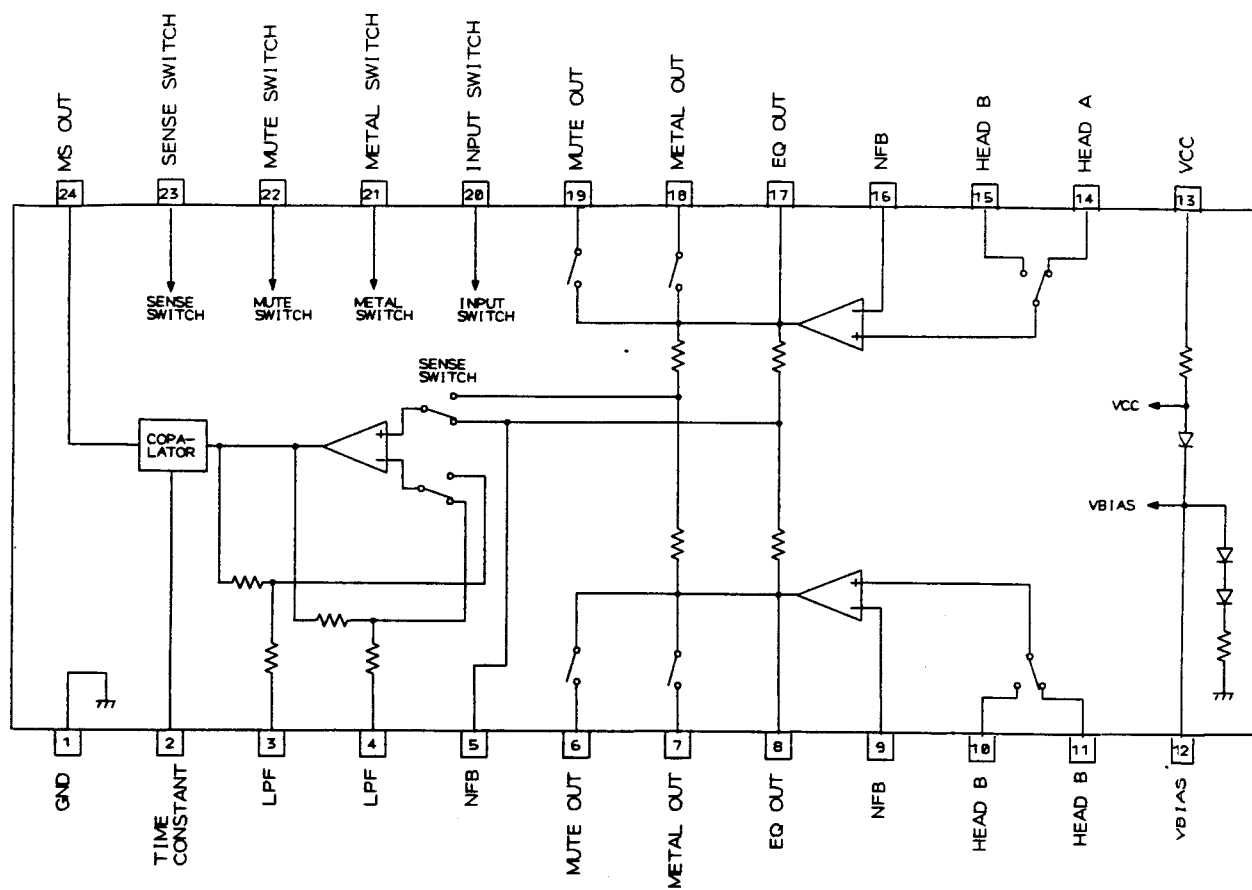 MS OUT
SENSE SWITCH
MUTE SWITCH
METAL SWITCH
INPUT SWITCH
MUTE OUT
METAL OUT
EQ OUT
NFB
HEAD B
HEAD A
VCC
24
23
22
21
20
19
18
17
16
15
14
13
SENSE
SWITCH
MUTE
SWITCH
METAL
SWITCH
INPUT
SWITCH
SENSE
SWITCH
COPA-
LATOR
+
−
−
+
+
−
VCC
VBIAS
1
2
3
4
5
6
7
8
9
10
11
12
GND
TIME
CONSTANT
LPF
LPF
NFB
MUTE OUT
METAL OUT
EQ OUT
NFB
HEAD B
HEAD B
VBIAS